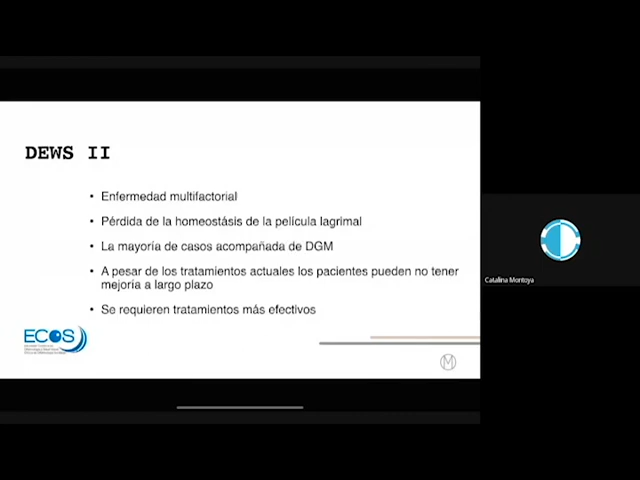 DEWS II
• Enfermedad multifactorial
• Pérdida de la homeostásis de la película lagrimal
• La mayoría de casos acompañada de DGM
• A pesar de los tratamientos actuales los pacientes pueden no tener
mejoría a largo plazo
• Se requieren tratamientos más efectivos
ECOS
M
Catalina Montoya